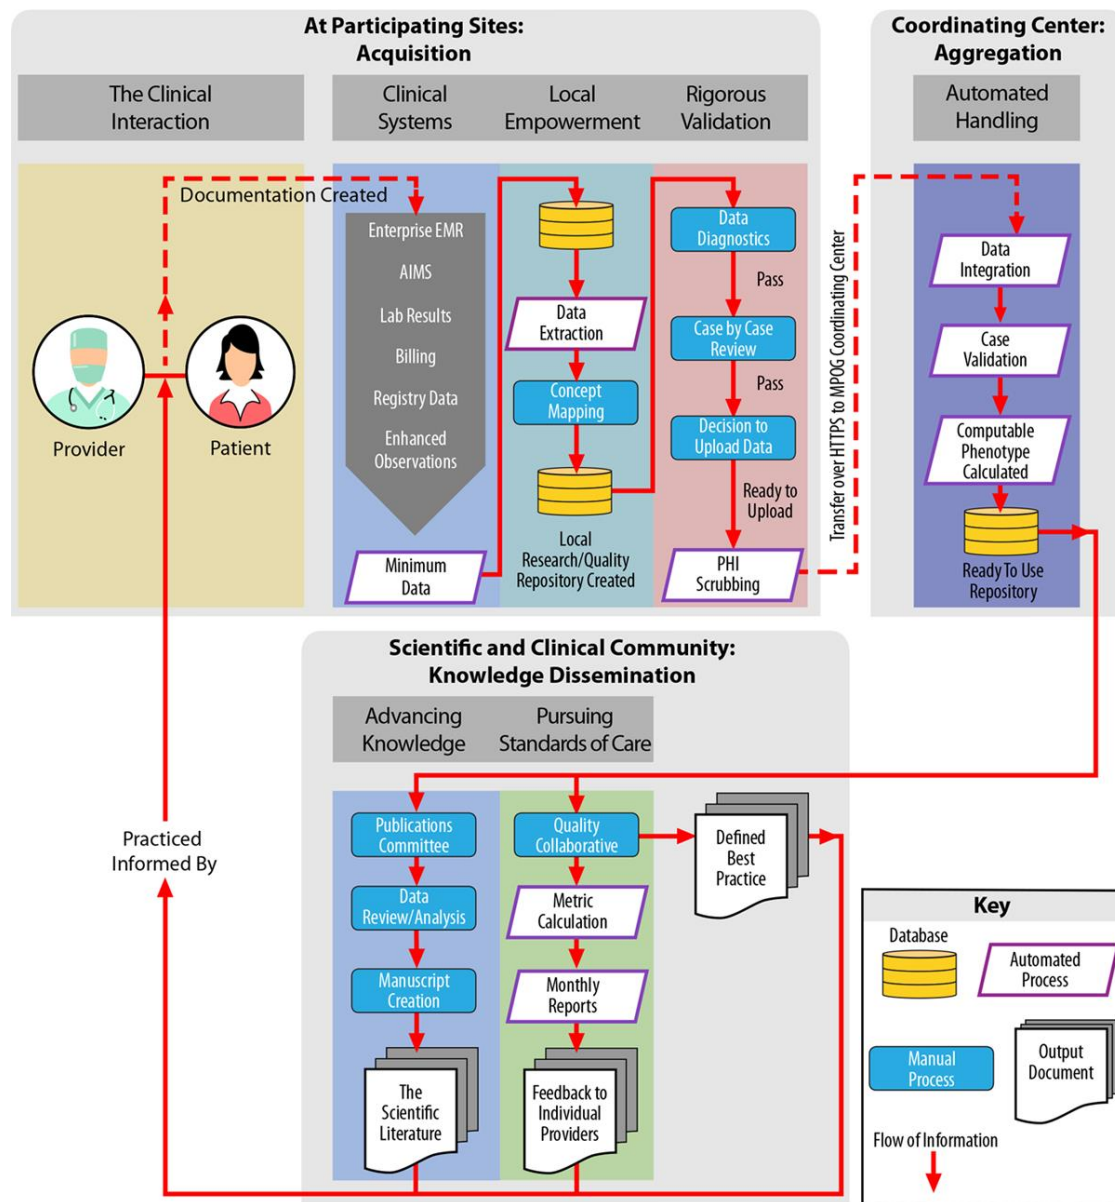 At Participating Sites:
Acquisition
The Clinical
Interaction
Clinical
Systems
Local
Empowerment
Rigorous
Validation
Documentation Created
Provider
Patient
Enterprise EMR
AIMS
Lab Results
Billing
Registry Data
Enhanced
Observations
Minimum
Data
Data
Extraction
Concept
Mapping
Local
Research/Quality
Repository Created
Data
Diagnostics
Pass
Case by Case
Review
Pass
Decision to
Upload Data
Ready to
Upload
PHI
Scrubbing
Transfer over HTTPS to MPOG Coordinating Center
Coordinating Center:
Aggregation
Automated
Handling
Data
Integration
Case
Validation
Computable
Phenotype
Calculated
Ready To Use
Repository
Scientific and Clinical Community:
Knowledge Dissemination
Advancing
Knowledge
Pursuing
Standards of Care
Publications
Committee
Data
Review/Analysis
Manuscript
Creation
The
Scientific
Literature
Quality
Collaborative
Metric
Calculation
Monthly
Reports
Feedback to
Individual
Providers
Defined
Best
Practice
Practiced
Informed By
Key
Database
Automated
Process
Manual
Process
Output
Document
Flow of Information